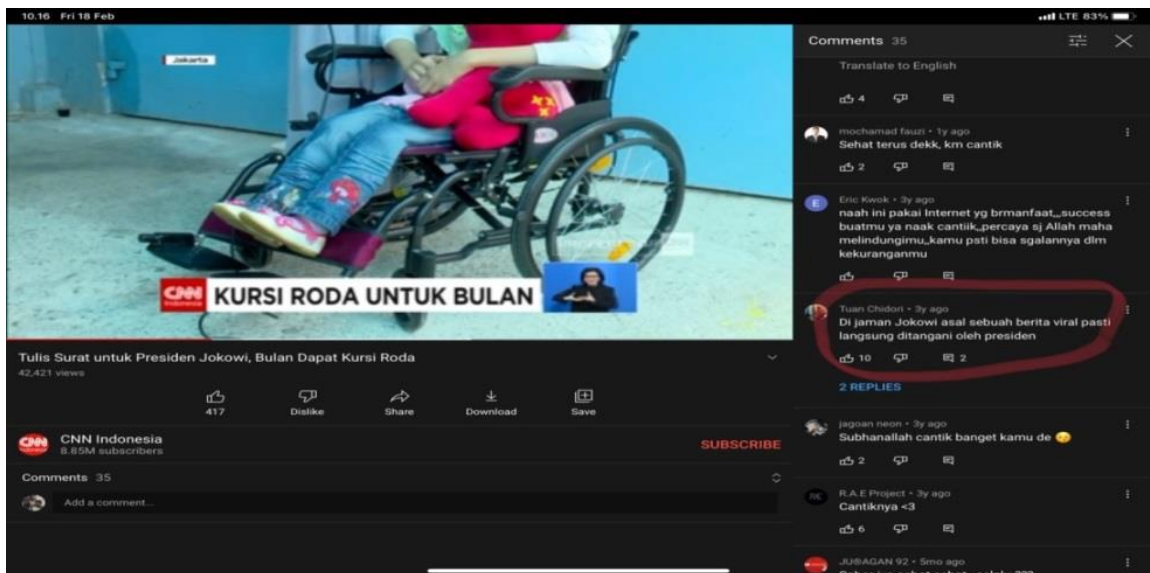 10.16 Fri 18 Feb
LTE 83%
Jakarta
CNN
Indonesia
KURSI RODA UNTUK BULAN
Tulis Surat untuk Presiden Jokowi, Bulan Dapat Kursi Roda
42,421 views
417
Dislike
Share
Download
Save
CNN
CNN Indonesia
8.85M subscribers
SUBSCRIBE
Comments 35
Add a comment...
Comments 35
Translate to English
4
mochamad fauzi • 1y ago
Sehat terus dekk, km cantik
2
E
Eric Kwok • 3y ago
naah ini pakai Internet yg brmanfaat,,,success
buatmu ya naak cantiik,,percaya sj Allah maha
melindungimu,,kamu psti bisa sgalannya dlm
kekuranganmu
Tuan Chidori • 3y ago
Di jaman Jokowi asal sebuah berita viral pasti
langsung ditangani oleh presiden
10
2
2 REPLIES
jagoan neon • 3y ago
Subhanallah cantik banget kamu de
2
R.A.E Project • 3y ago
Cantiknya <3
6
JU®AGAN 92 • 5mo ago